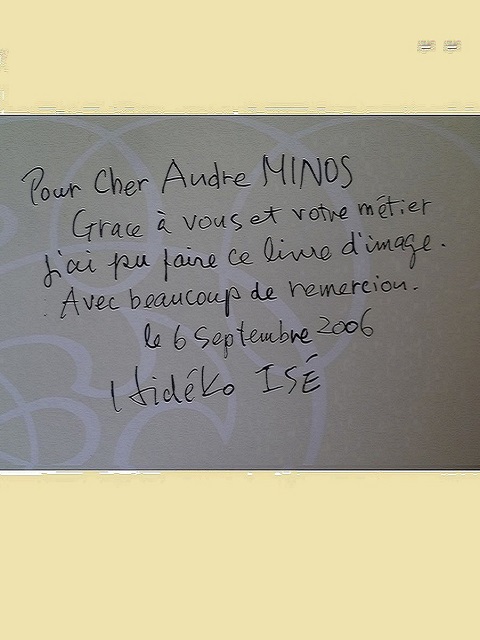 Pour Cher Andre MINOS
Grace à vous et votre métier
j'ai pu faire ce livre d'image.
Avec beaucoup de remercion.
le 6 Septembre 2006
Hidéko ISÉ